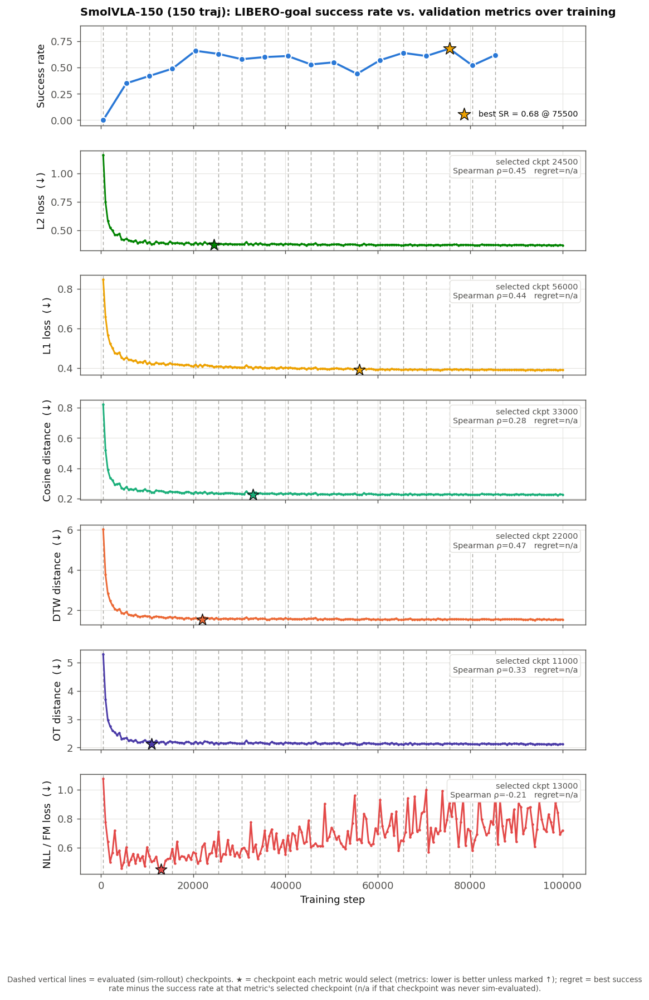 SmolVLA-150 (150 traj): LIBERO-goal success rate vs. validation metrics over training
Success rate
0.75
0.50
0.25
0.00
best SR = 0.68 @ 75500
L2 loss (↓)
1.00
0.75
0.50
selected ckpt 24500
Spearman ρ=0.45 regret=n/a
L1 loss (↓)
0.8
0.6
0.4
selected ckpt 56000
Spearman ρ=0.44 regret=n/a
Cosine distance (↓)
0.8
0.6
0.4
0.2
selected ckpt 33000
Spearman ρ=0.28 regret=n/a
DTW distance (↓)
6
4
2
selected ckpt 22000
Spearman ρ=0.47 regret=n/a
OT distance (↓)
5
4
3
2
selected ckpt 11000
Spearman ρ=0.33 regret=n/a
NLL / FM loss (↓)
1.0
0.8
0.6
selected ckpt 13000
Spearman ρ=-0.21 regret=n/a
0
20000
40000
60000
80000
100000
Training step
Dashed vertical lines = evaluated (sim-rollout) checkpoints. ★ = checkpoint each metric would select (metrics: lower is better unless marked ↑); regret = best success
rate minus the success rate at that metric's selected checkpoint (n/a if that checkpoint was never sim-evaluated).